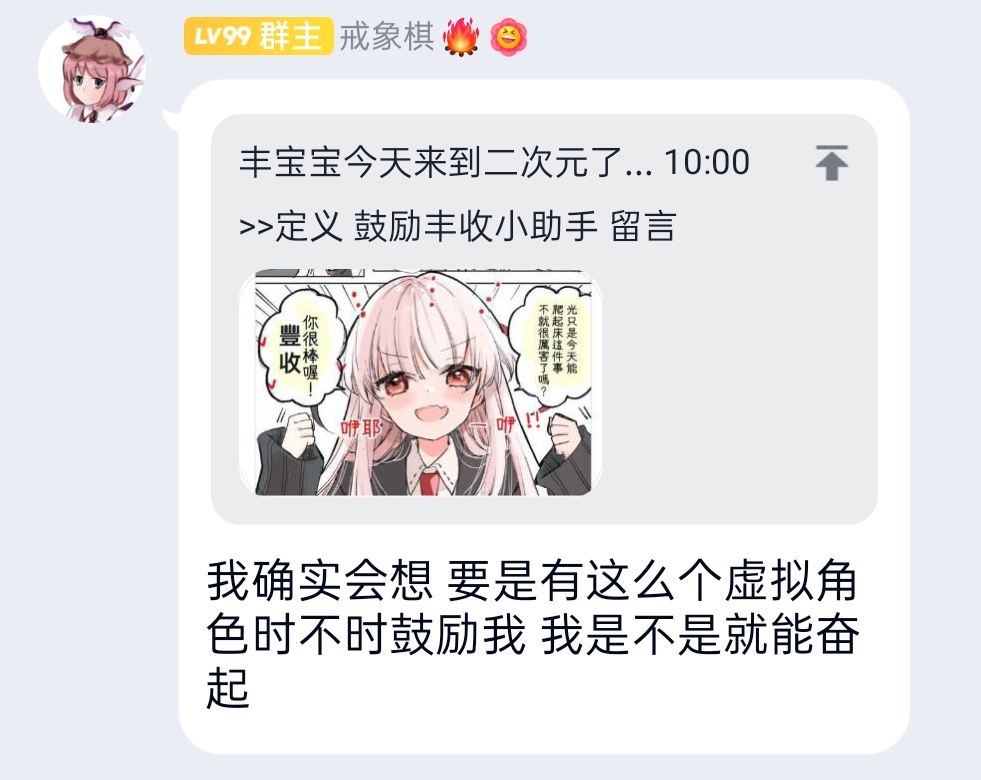 LV99 群主 戒象棋🔥
丰宝宝今天来到二次元了... 10:00
>>定义 鼓励丰收小助手 留言
你很棒喔！
豐收
光只是今天能
爬起床這件事
不就很厲害了嗎？
咿耶
一咿!!
我确实会想 要是有这么个虚拟角
色时不时鼓励我 我是不是就能奋
起